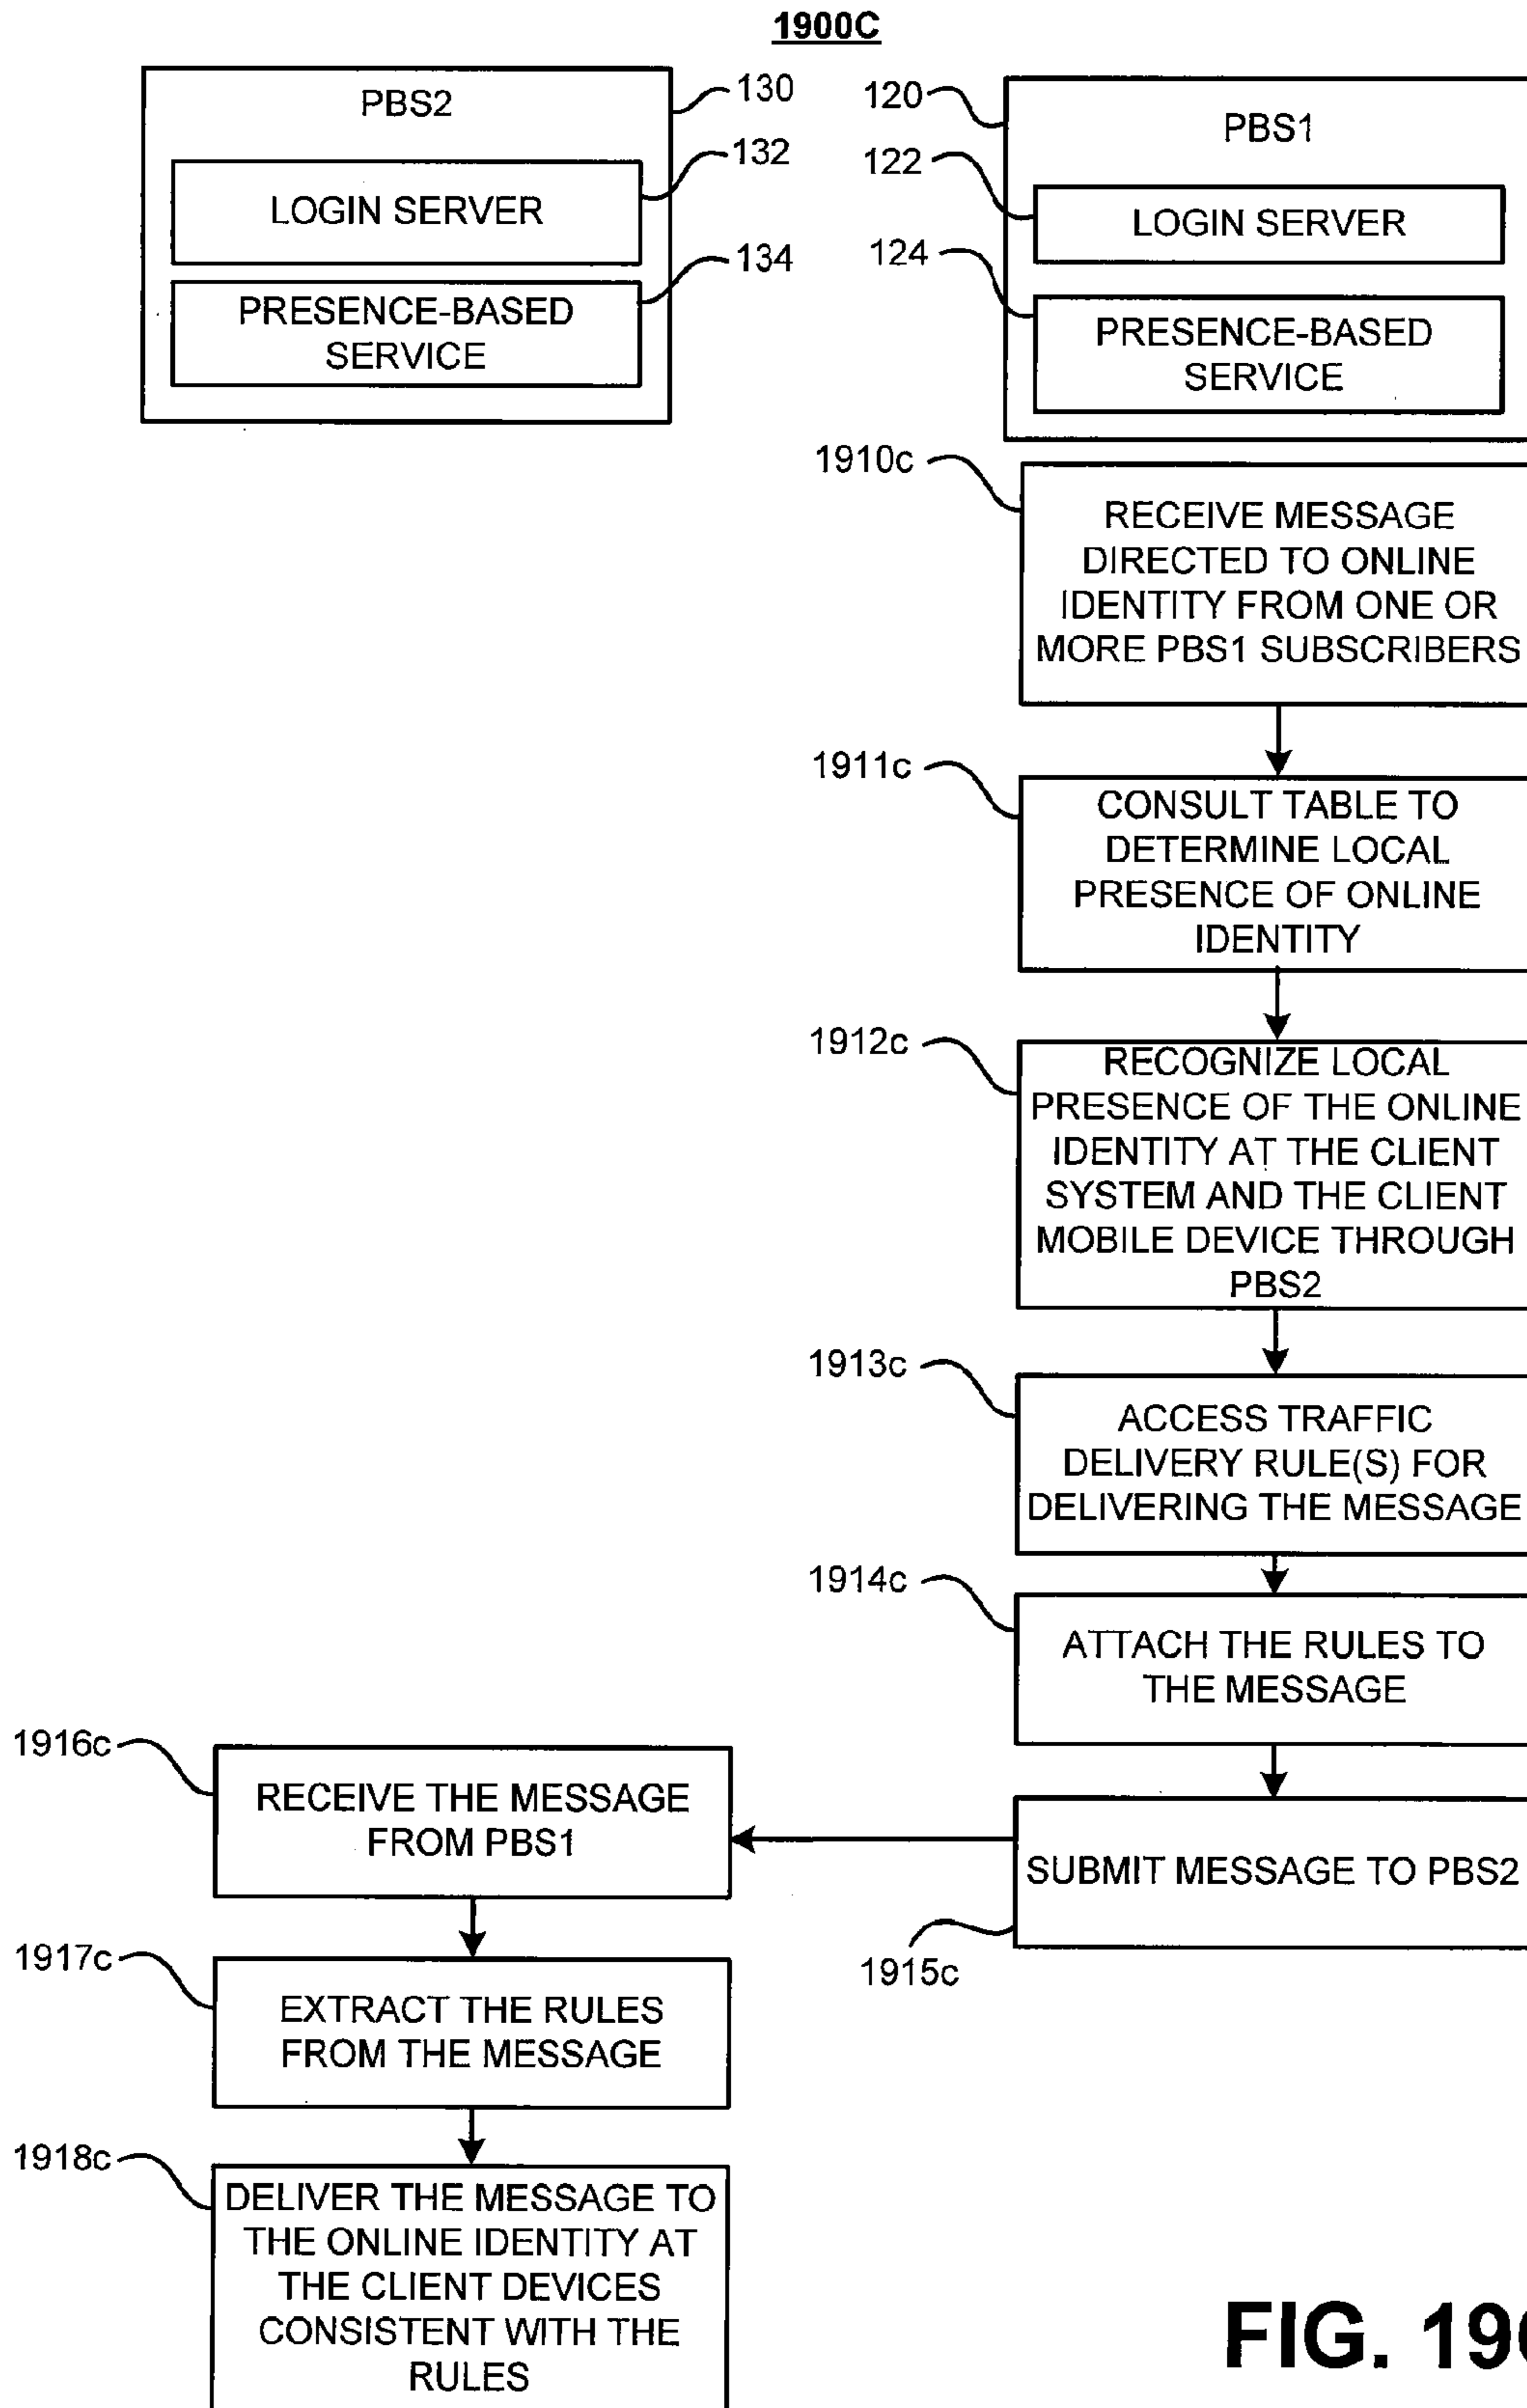 1900C
PBS2
130
LOGIN SERVER
132
PRESENCE-BASED
SERVICE
134
120
PBS1
122
LOGIN SERVER
124
PRESENCE-BASED
SERVICE
1910c
RECEIVE MESSAGE
DIRECTED TO ONLINE
IDENTITY FROM ONE OR
MORE PBS1 SUBSCRIBERS
1911c
CONSULT TABLE TO
DETERMINE LOCAL
PRESENCE OF ONLINE
IDENTITY
1912c
RECOGNIZE LOCAL
PRESENCE OF THE ONLINE
IDENTITY AT THE CLIENT
SYSTEM AND THE CLIENT
MOBILE DEVICE THROUGH
PBS2
1913c
ACCESS TRAFFIC
DELIVERY RULE(S) FOR
DELIVERING THE MESSAGE
1914c
ATTACH THE RULES TO
THE MESSAGE
SUBMIT MESSAGE TO PBS2
1915c
1916c
RECEIVE THE MESSAGE
FROM PBS1
1917c
EXTRACT THE RULES
FROM THE MESSAGE
1918c
DELIVER THE MESSAGE TO
THE ONLINE IDENTITY AT
THE CLIENT DEVICES
CONSISTENT WITH THE
RULES
FIG.